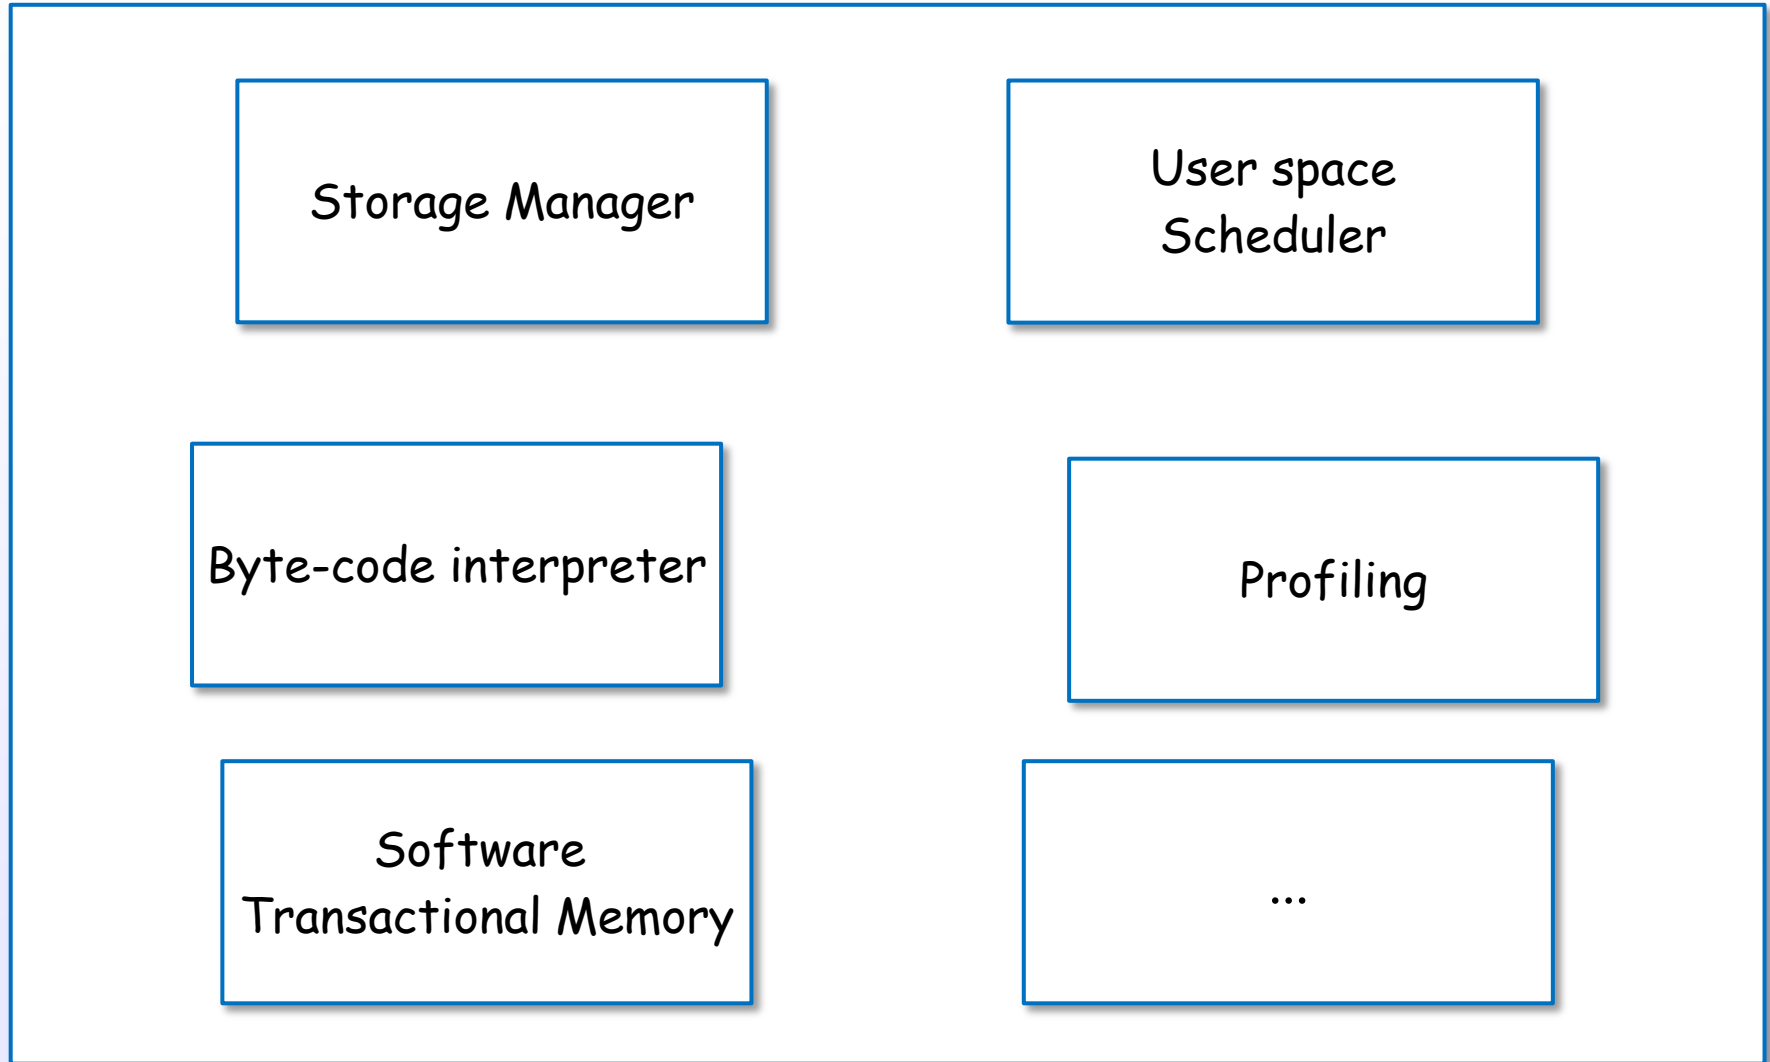 Storage Manager
User space
Scheduler
Byte-code interpreter
Profiling
Software
Transactional Memory
...